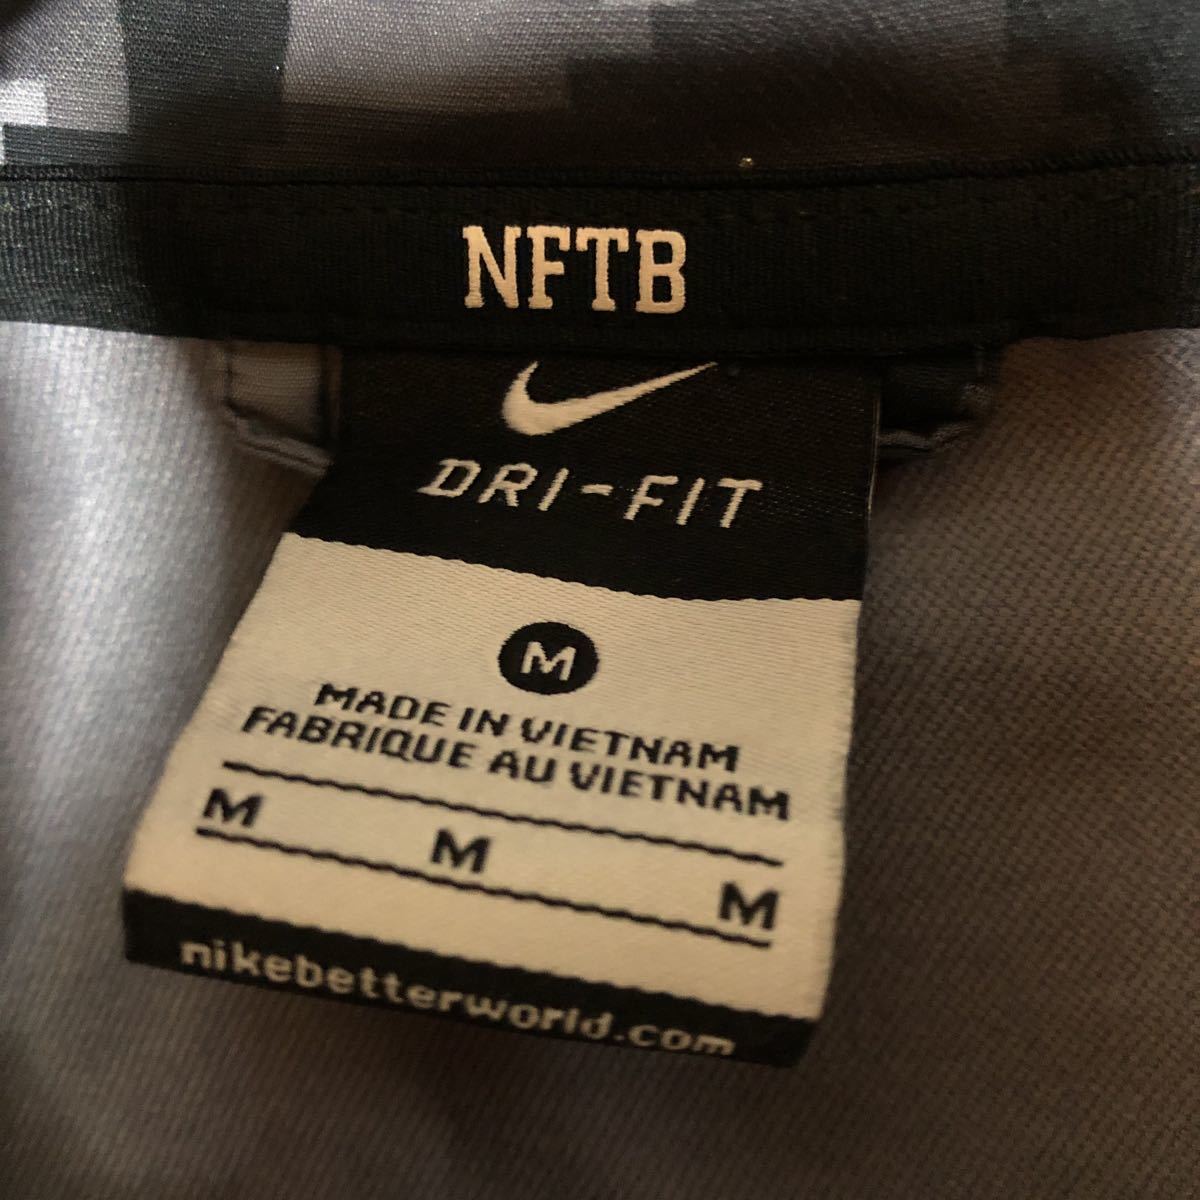 NFTB
DRI-FIT
M
MADE IN VIETNAM
FABRIQUE AU VIETNAM
M M M
nikebetterworld.com